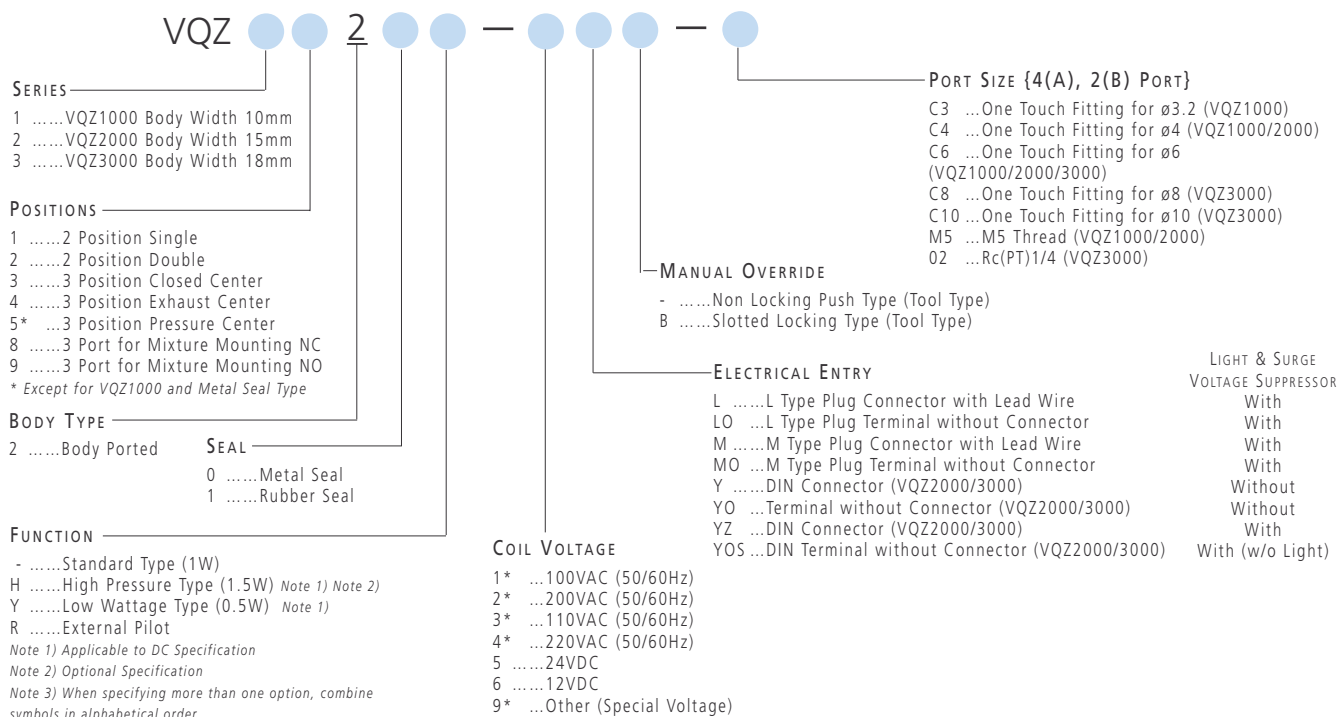 VQZ 2 — —
SERIES
1 ......VQZ1000 Body Width 10mm
2 ......VQZ2000 Body Width 15mm
3 ......VQZ3000 Body Width 18mm
POSITIONS
1 ......2 Position Single
2 ......2 Position Double
3 ......3 Position Closed Center
4 ......3 Position Exhaust Center
5* ...3 Position Pressure Center
8 ......3 Port for Mixture Mounting NC
9 ......3 Port for Mixture Mounting NO
* Except for VQZ1000 and Metal Seal Type
BODY TYPE
2 ......Body Ported
SEAL
0 ......Metal Seal
1 ......Rubber Seal
FUNCTION
- ......Standard Type (1W)
H ......High Pressure Type (1.5W) Note 1) Note 2)
Y ......Low Wattage Type (0.5W) Note 1)
R ......External Pilot
Note 1) Applicable to DC Specification
Note 2) Optional Specification
Note 3) When specifying more than one option, combine
symbols in alphabetical order
COIL VOLTAGE
1* ...100VAC (50/60Hz)
2* ...200VAC (50/60Hz)
3* ...110VAC (50/60Hz)
4* ...220VAC (50/60Hz)
5 ......24VDC
6 ......12VDC
9* ...Other (Special Voltage)
ELECTRICAL ENTRY
LIGHT & SURGE
VOLTAGE SUPPRESSOR
L ......L Type Plug Connector with Lead Wire With
LO ...L Type Plug Terminal without Connector With
M ......M Type Plug Connector with Lead Wire With
MO ...M Type Plug Terminal without Connector With
Y ......DIN Connector (VQZ2000/3000) Without
YO ...Terminal without Connector (VQZ2000/3000) Without
YZ ...DIN Connector (VQZ2000/3000) With
YOS ...DIN Terminal without Connector (VQZ2000/3000) With (w/o Light)
MANUAL OVERRIDE
- ......Non Locking Push Type (Tool Type)
B ......Slotted Locking Type (Tool Type)
PORT SIZE {4(A), 2(B) PORT}
C3 ...One Touch Fitting for ø3.2 (VQZ1000)
C4 ...One Touch Fitting for ø4 (VQZ1000/2000)
C6 ...One Touch Fitting for ø6
(VQZ1000/2000/3000)
C8 ...One Touch Fitting for ø8 (VQZ3000)
C10 ...One Touch Fitting for ø10 (VQZ3000)
M5 ...M5 Thread (VQZ1000/2000)
02 ...Rc(PT)1/4 (VQZ3000)